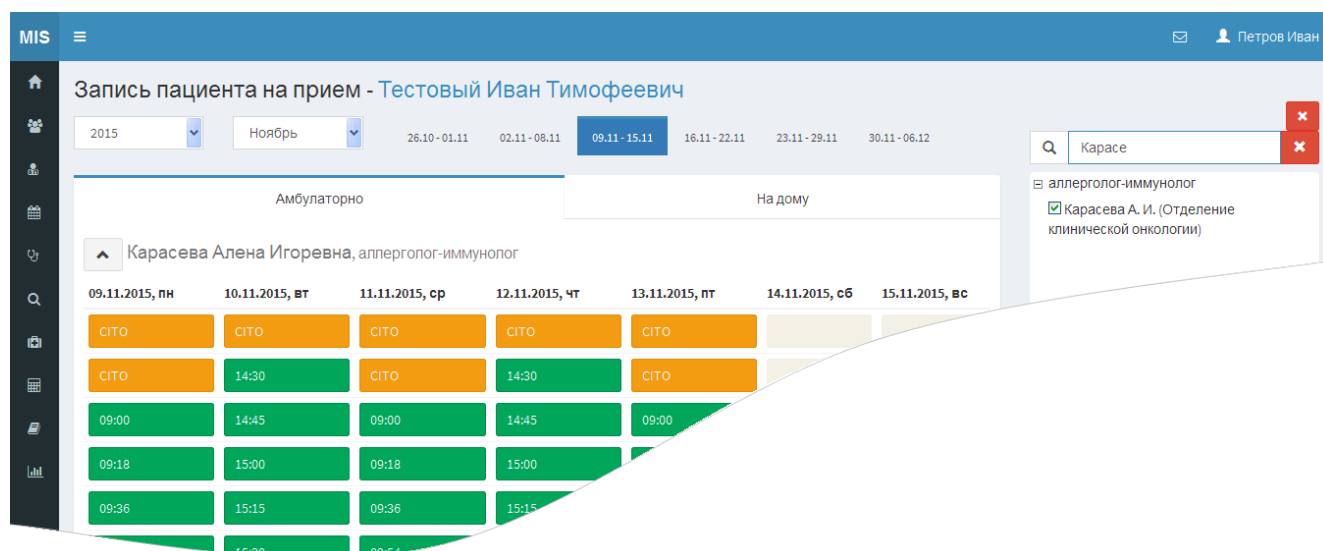 MIS
Петров Иван
Запись пациента на прием - Тестовый Иван Тимофеевич
2015 Ноябрь 26.10 - 01.11 02.11 - 08.11 09.11 - 15.11 16.11 - 22.11 23.11 - 29.11 30.11 - 06.12
Карасе
Амбулаторно На дому
аллерголог-иммунолог
Карасева А. И. (Отделение
клинической онкологии)
Карасева Алена Игоревна, аллерголог-иммунолог
09.11.2015, пн 10.11.2015, вт 11.11.2015, ср 12.11.2015, чт 13.11.2015, пт 14.11.2015, сб 15.11.2015, вс
CITO CITO CITO CITO CITO
CITO 14:30 CITO 14:30 CITO
09:00 14:45 09:00 14:45 09:00
09:18 15:00 09:18 15:00
09:36 15:15 09:36 15:15